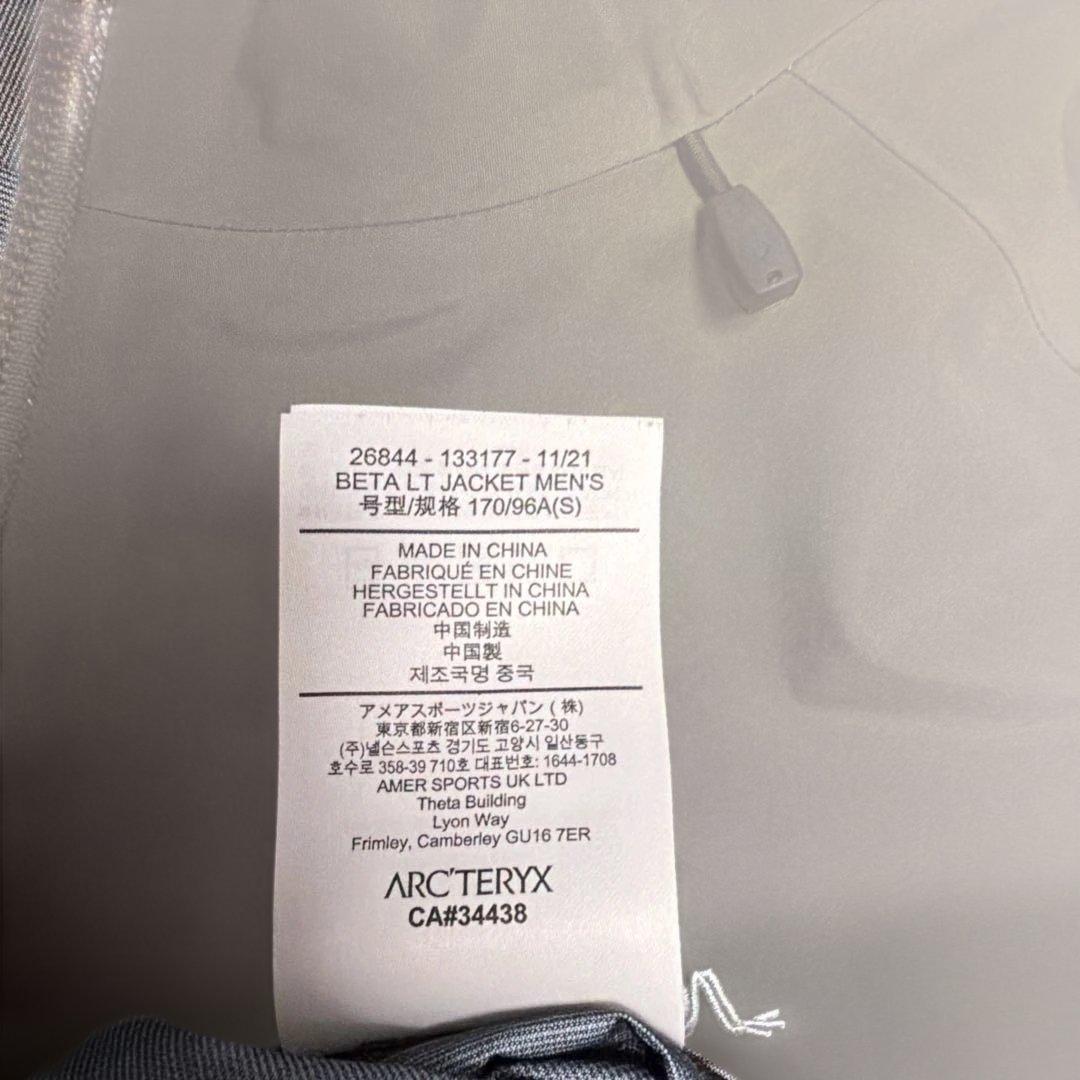 26844 - 133177 - 11/21
BETA LT JACKET MEN'S
号型/规格 170/96A(S)
MADE IN CHINA
FABRIQUÉ EN CHINE
HERGESTELLT IN CHINA
FABRICADO EN CHINA
中国制造
中国製
제조국명 중국
アメアスポーツジャパン ( 株)
東京都新宿区新宿6-27-30
(주)넬슨스포츠 경기도 고양시 일산동구
호수로 358-39 710호 대표번호: 1644-1708
AMER SPORTS UK LTD
Theta Building
Lyon Way
Frimley, Camberley GU16 7ER
ARC'TERYX
CA#34438